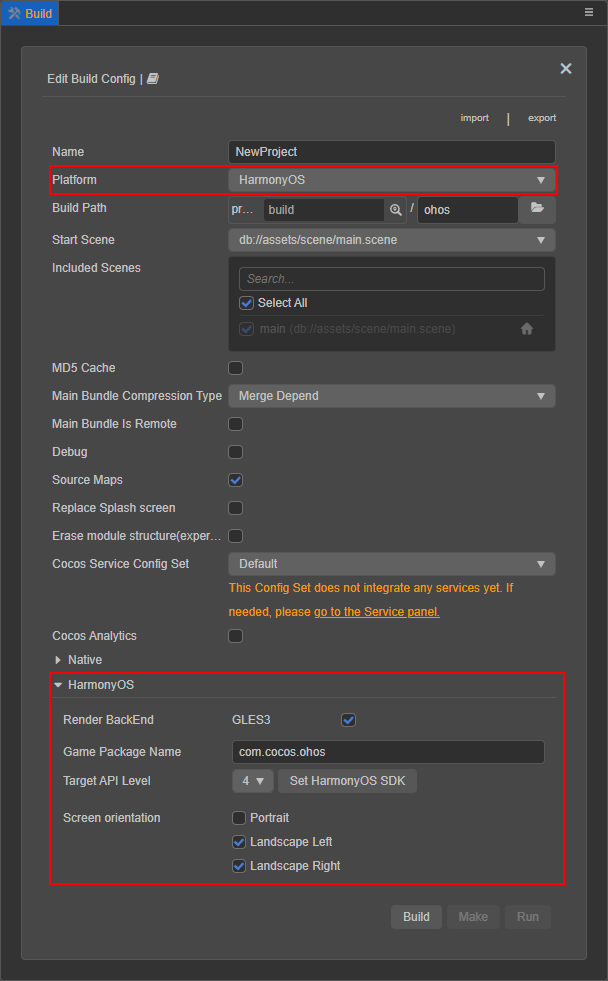 Build
Edit Build Config |
import | export
Name NewProject
Platform HarmonyOS
Build Path pr... build / ohos
Start Scene db://assets/scene/main.scene
Included Scenes
Search...
Select All
main (db://assets/scene/main.scene)
MD5 Cache
Main Bundle Compression Type Merge Depend
Main Bundle Is Remote
Debug
Source Maps
Replace Splash screen
Erase module structure(exper...
Cocos Service Config Set Default
This Config Set does not integrate any services yet. If
needed, please go to the Service panel.
Cocos Analytics
Native
HarmonyOS
Render BackEnd GLES3
Game Package Name com.cocos.ohos
Target API Level 4 Set HarmonyOS SDK
Screen orientation Portrait
Landscape Left
Landscape Right
Build Make Run